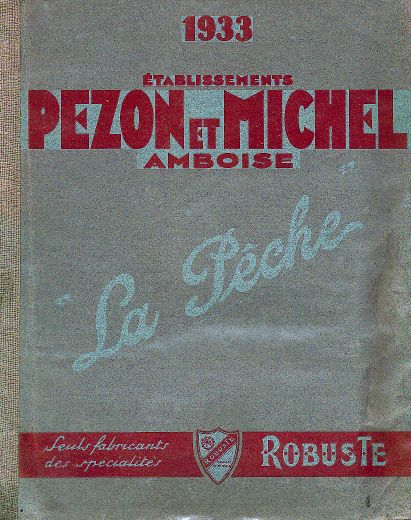 1933
ÉTABLISSEMENTS
PEZON ET MICHEL
AMBOISE
"La Pêche"
Seuls fabricants
des spécialités
ROBUSTE
ROBUSTE